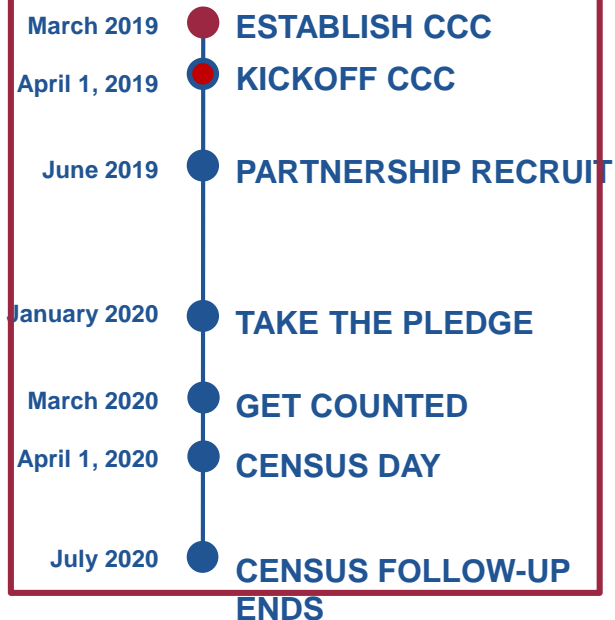 March 2019 ESTABLISH CCC
April 1, 2019 KICKOFF CCC
June 2019 PARTNERSHIP RECRUIT
January 2020 TAKE THE PLEDGE
March 2020 GET COUNTED
April 1, 2020 CENSUS DAY
July 2020 CENSUS FOLLOW-UP
ENDS